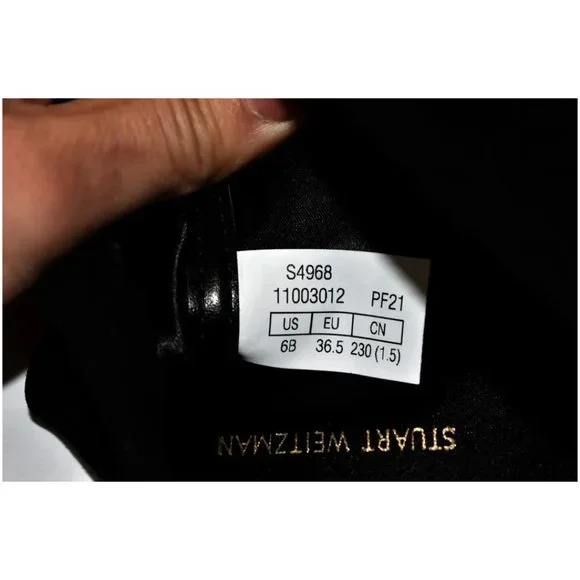 S4968
11003012 PF21
US EU CN
6B 36.5 230 (1.5)
STUART WEITZMAN